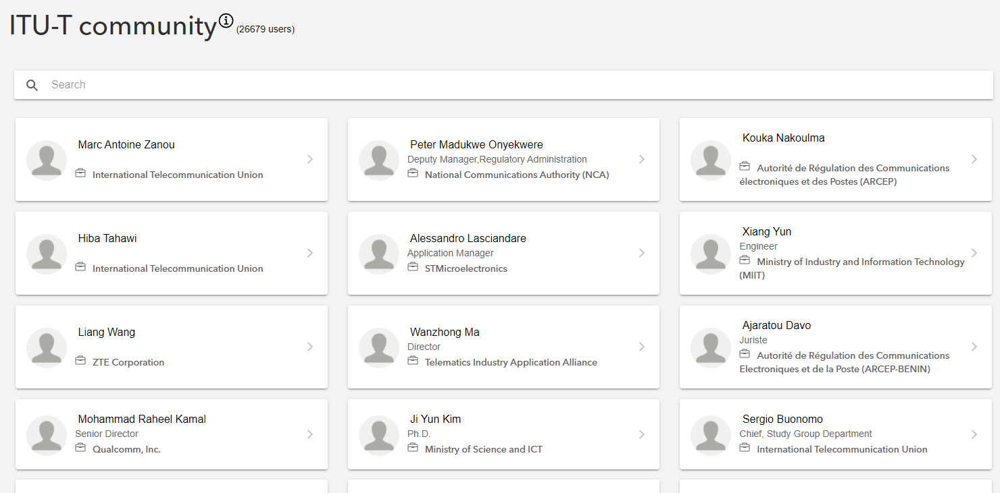 ITU-T community (26679 users)
Search
Marc Antoine Zanou
International Telecommunication Union
Peter Madukwe Onyekwere
Deputy Manager,Regulatory Administration
National Communications Authority (NCA)
Kouka Nakoulma
Autorité de Régulation des Communications
électroniques et des Postes (ARCEP)
Hiba Tahawi
International Telecommunication Union
Alessandro Lasciandare
Application Manager
STMicroelectronics
Xiang Yun
Engineer
Ministry of Industry and Information Technology
(MIIT)
Liang Wang
ZTE Corporation
Wanzhong Ma
Director
Telematics Industry Application Alliance
Ajaratou Davo
Juriste
Autorité de Régulation des Communications
Electroniques et de la Poste (ARCEP-BENIN)
Mohammad Raheel Kamal
Senior Director
Qualcomm, Inc.
Ji Yun Kim
Ph.D.
Ministry of Science and ICT
Sergio Buonomo
Chief, Study Group Department
International Telecommunication Union